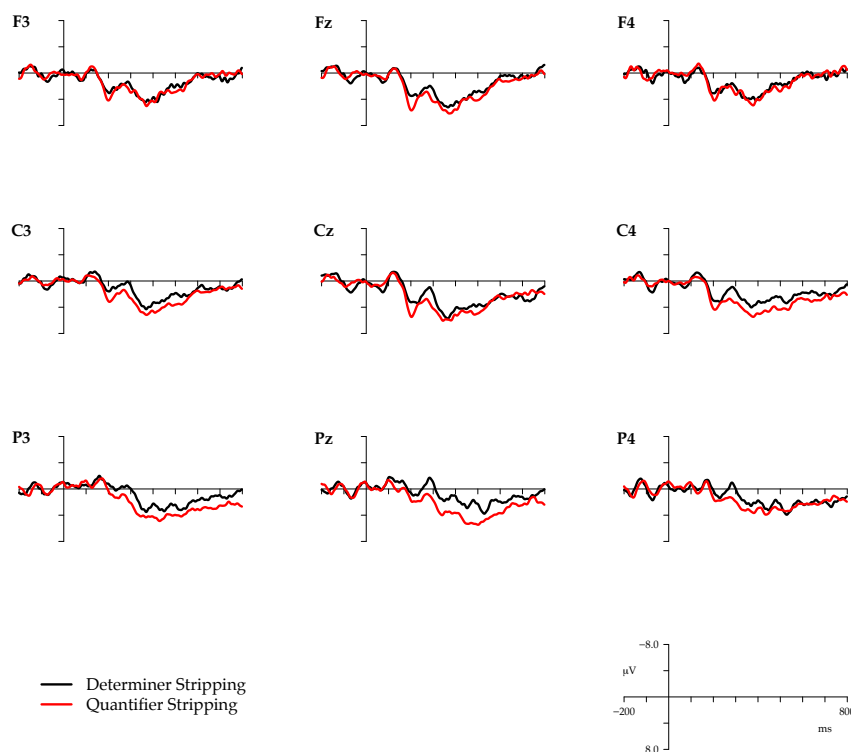 F3
Fz
F4
C3
Cz
C4
P3
Pz
P4
−8.0
μV
−200
800
ms
8.0
Determiner Stripping
Quantifier Stripping